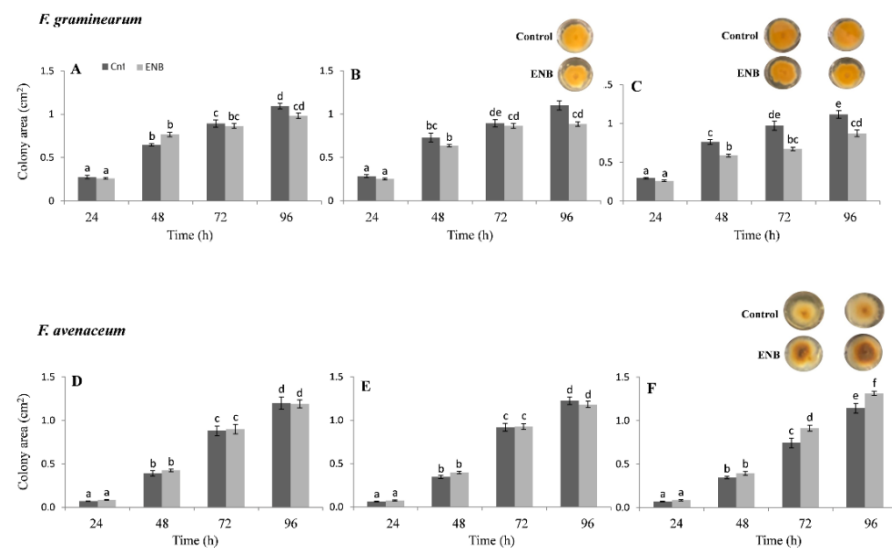 F. graminearum
Control
ENB
Control
ENB
A
Cnt ENB
B
C
Colony area (cm2)
1.5
1
0.5
0
a a
b b
c bc
d cd
24 48 72 96
Time (h)
1.5
1
0.5
0
a a
bc b
de cd
e cd
24 48 72 96
Time (h)
.5
1
0.5
0
a a
c b
de bc
e cd
24 48 72 96
Time (h)
F. avenaceum
Control
ENB
D
E
F
Colony area (cm2)
1.5
1.0
0.5
0.0
a a
b b
c c
d d
24 48 72 96
Time (h)
1.5
1.0
0.5
0.0
a a
b b
c c
d d
24 48 72 96
Time (h)
1.5
1.0
0.5
0.0
a a
b b
c d
e f
24 48 72 96
Time (h)